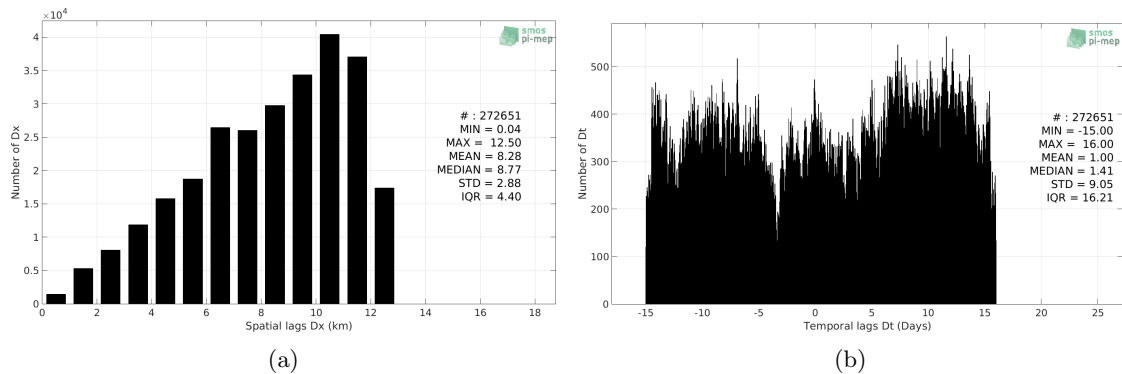 ×10⁴
4
3.5
3
2.5
2
1.5
1
0.5
0
0 2 4 6 8 10 12 14 16 18
Number of Dx
Spatial lags Dx (km)
smos
pi-mep
# : 272651
MIN = 0.04
MAX = 12.50
MEAN = 8.28
MEDIAN = 8.77
STD = 2.88
IQR = 4.40
(a)
500
400
300
200
100
0
-15 -10 -5 0 5 10 15 20 25
Number of Dt
Temporal lags Dt (Days)
smos
pi-mep
# : 272651
MIN = -15.00
MAX = 16.00
MEAN = 1.00
MEDIAN = 1.41
STD = 9.05
IQR = 16.21
(b)